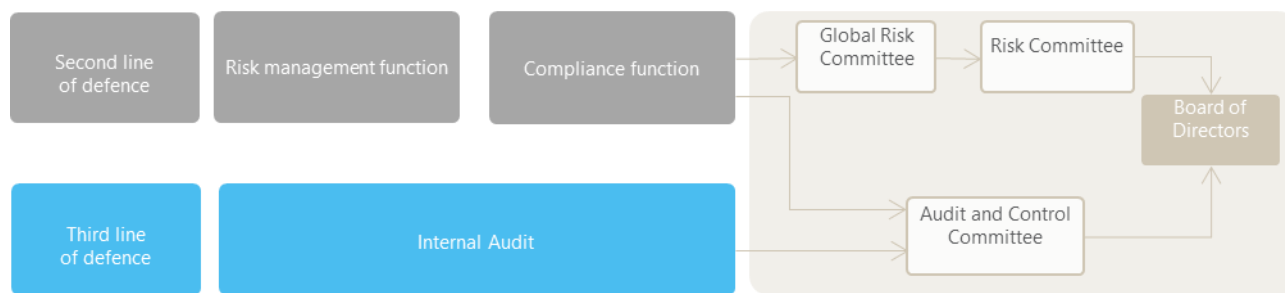 Second line
of defence
Risk management function
Compliance function
Global Risk
Committee
Risk Committee
Board of
Directors
Third line
of defence
Internal Audit
Audit and Control
Committee